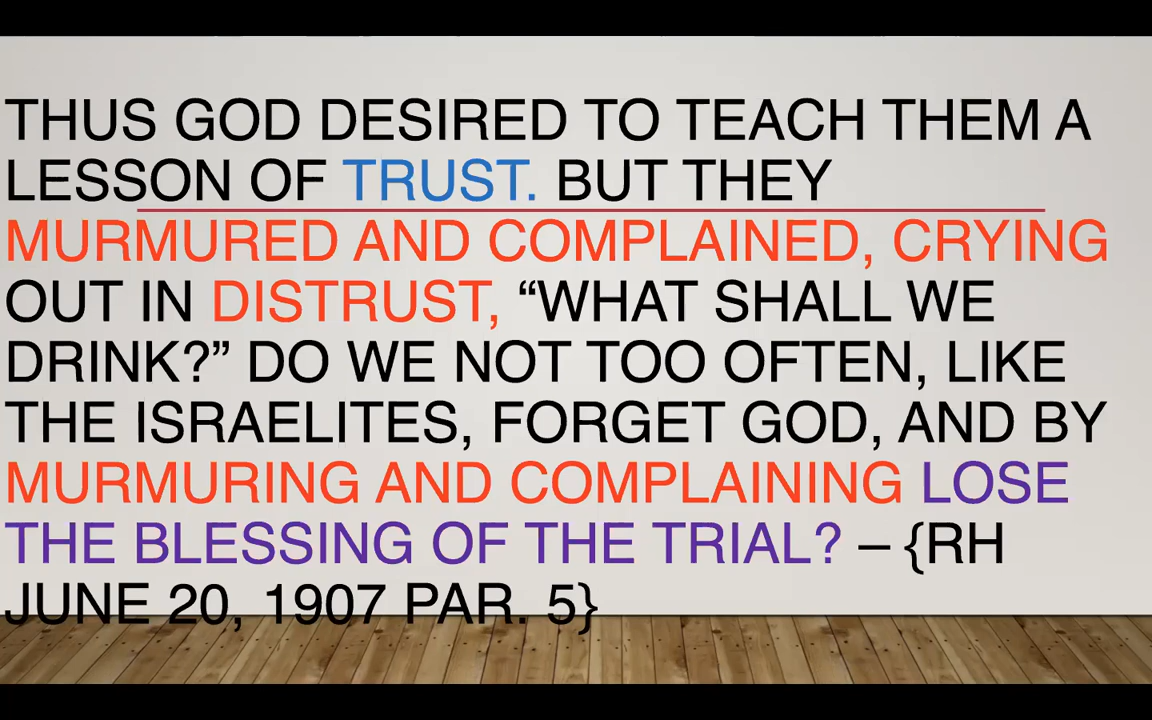 THUS GOD DESIRED TO TEACH THEM A
LESSON OF TRUST. BUT THEY
MURMURED AND COMPLAINED, CRYING
OUT IN DISTRUST, “WHAT SHALL WE
DRINK?” DO WE NOT TOO OFTEN, LIKE
THE ISRAELITES, FORGET GOD, AND BY
MURMURING AND COMPLAINING LOSE
THE BLESSING OF THE TRIAL? – {RH
JUNE 20, 1907 PAR. 5}